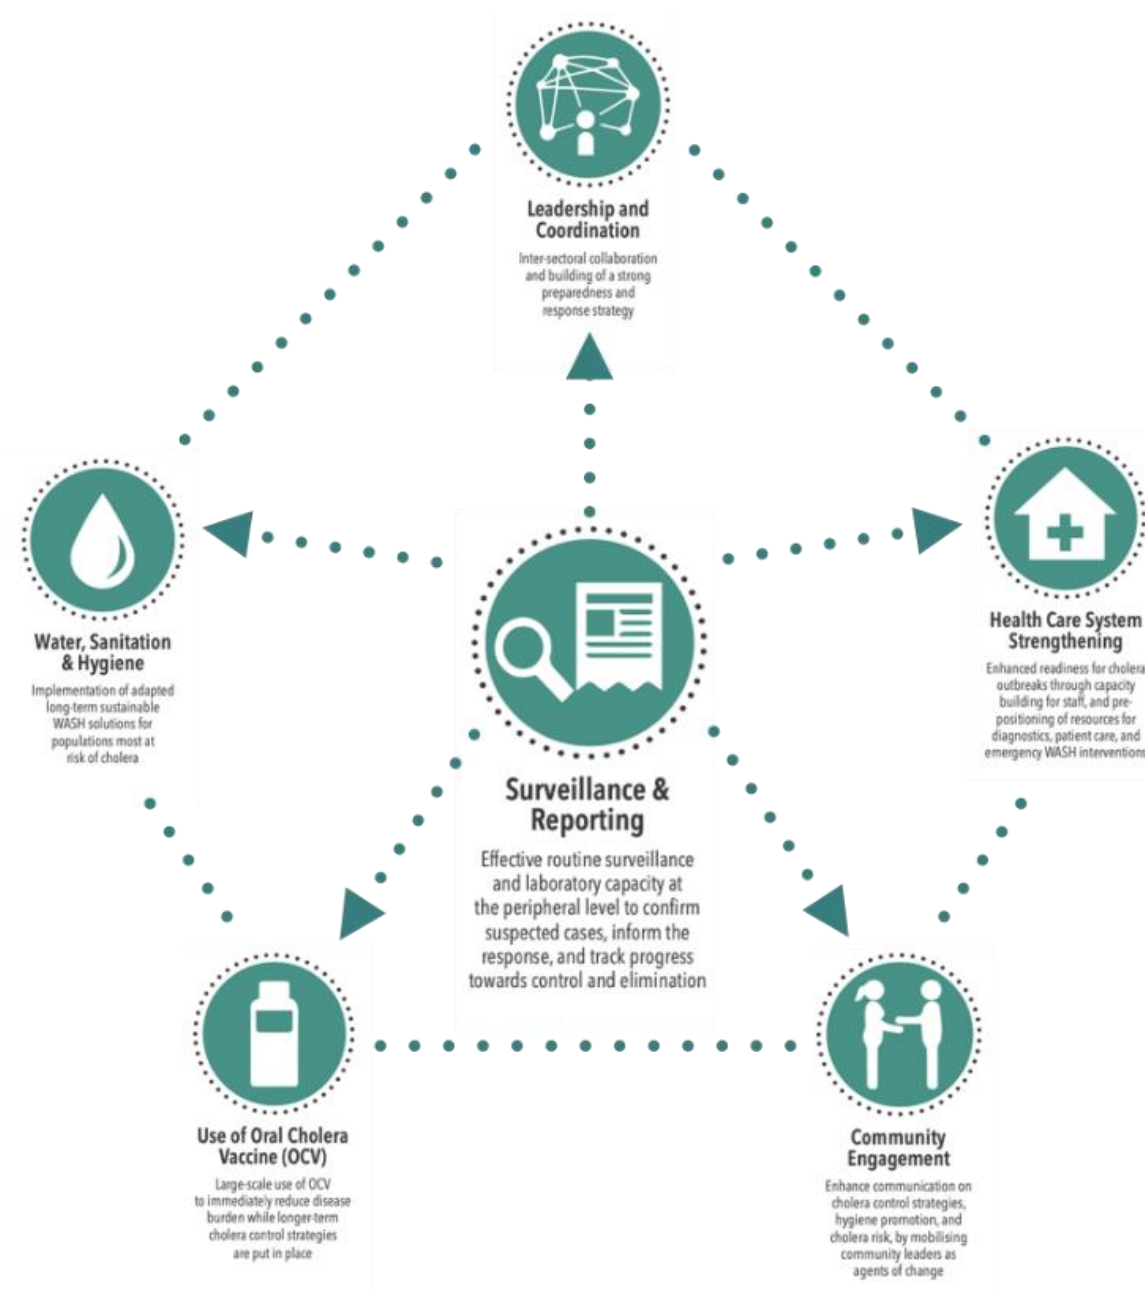 Leadership and
Coordination
Inter-sectoral collaboration
and building of a strong
preparedness and
response strategy
Water, Sanitation
& Hygiene
Implementation of adapted
long-term sustainable
WASH solutions for
populations most at
risk of cholera
Health Care System
Strengthening
Enhanced readiness for cholera
outbreaks through capacity
building for staff, and pre-
positioning of resources for
diagnostics, patient care, and
emergency WASH interventions
Surveillance &
Reporting
Effective routine surveillance
and laboratory capacity at
the peripheral level to confirm
suspected cases, inform the
response, and track progress
towards control and elimination
Use of Oral Cholera
Vaccine (OCV)
Large-scale use of OCV
to immediately reduce disease
burden while longer-term
cholera control strategies
are put in place
Community
Engagement
Enhance communication on
cholera control strategies,
hygiene promotion, and
cholera risk, by mobilising
community leaders as
agents of change